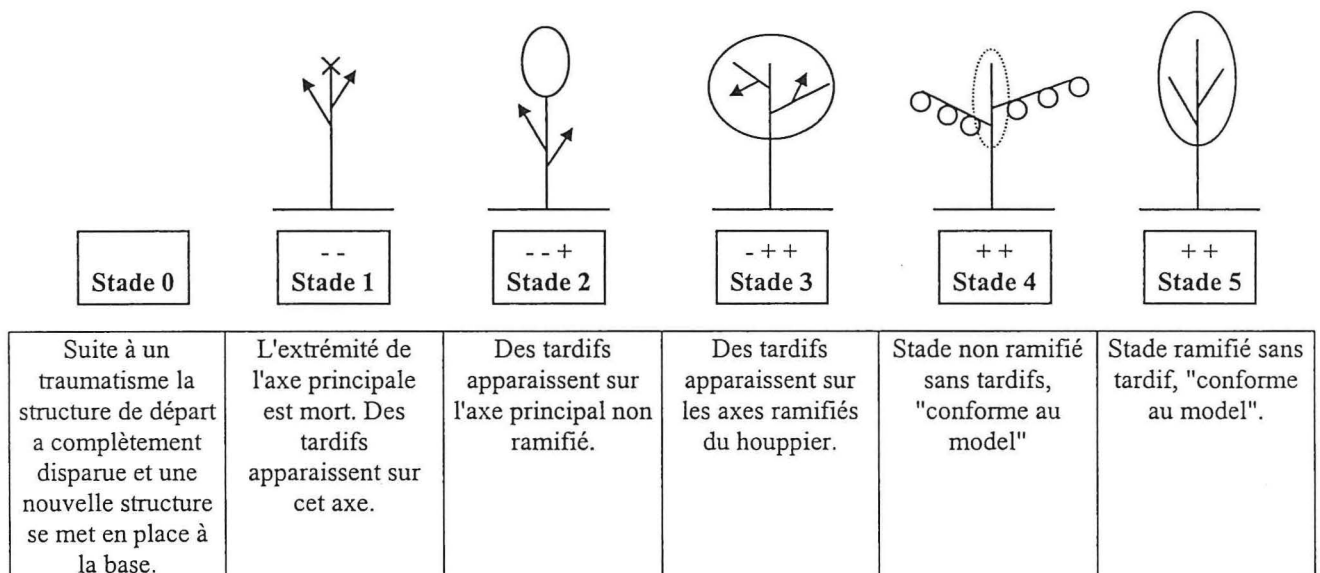 Stade 0
- -
Stade 1
- - +
Stade 2
- + +
Stade 3
+ +
Stade 4
+ +
Stade 5
Suite à un
traumatisme la
structure de départ
a complètement
disparue et une
nouvelle structure
se met en place à
la base.
L'extrémité de
l'axe principale
est mort. Des
tardifs
apparaissent sur
cet axe.
Des tardifs
apparaissent sur
l'axe principal non
ramifié.
Des tardifs
apparaissent sur
les axes ramifiés
du houppier.
Stade non ramifié
sans tardifs,
"conforme au
model"
Stade ramifié sans
tardif, "conforme
au model".